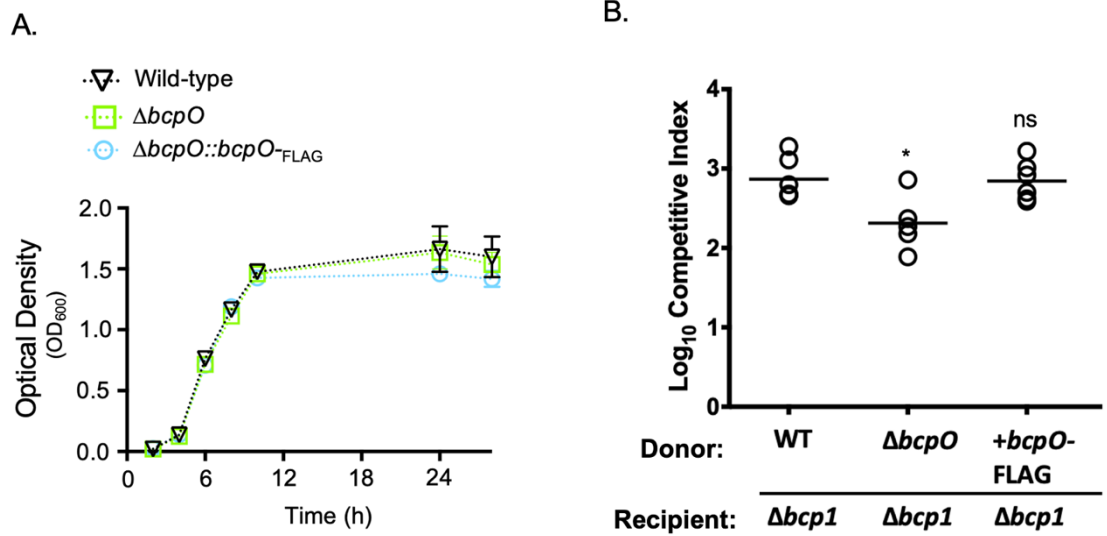 A.
Wild-type
ΔbcpO
ΔbcpO::bcpO-FLAG
2.0
1.5
1.0
0.5
0.0
0
6
12
18
24
Optical Density
(OD600)
Time (h)
B.
4
3
2
1
0
Log10 Competitive Index
*
ns
Donor: WT ΔbcpO +bcpO-
FLAG
Recipient: Δbcp1 Δbcp1 Δbcp1